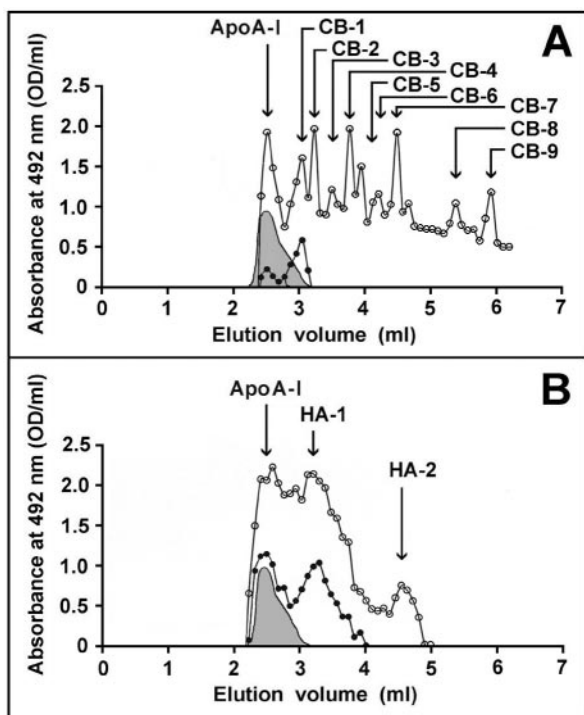 A
ApoA-I
CB-1
CB-2
CB-3
CB-4
CB-5
CB-6
CB-7
CB-8
CB-9
Absorbance at 492 nm (OD/ml)
2.5
2.0
1.5
1.0
0.5
0
0 1 2 3 4 5 6 7
Elution volume (ml)
B
ApoA-I
HA-1
HA-2
Absorbance at 492 nm (OD/ml)
2.5
2.0
1.5
1.0
0.5
0
0 1 2 3 4 5 6 7
Elution volume (ml)